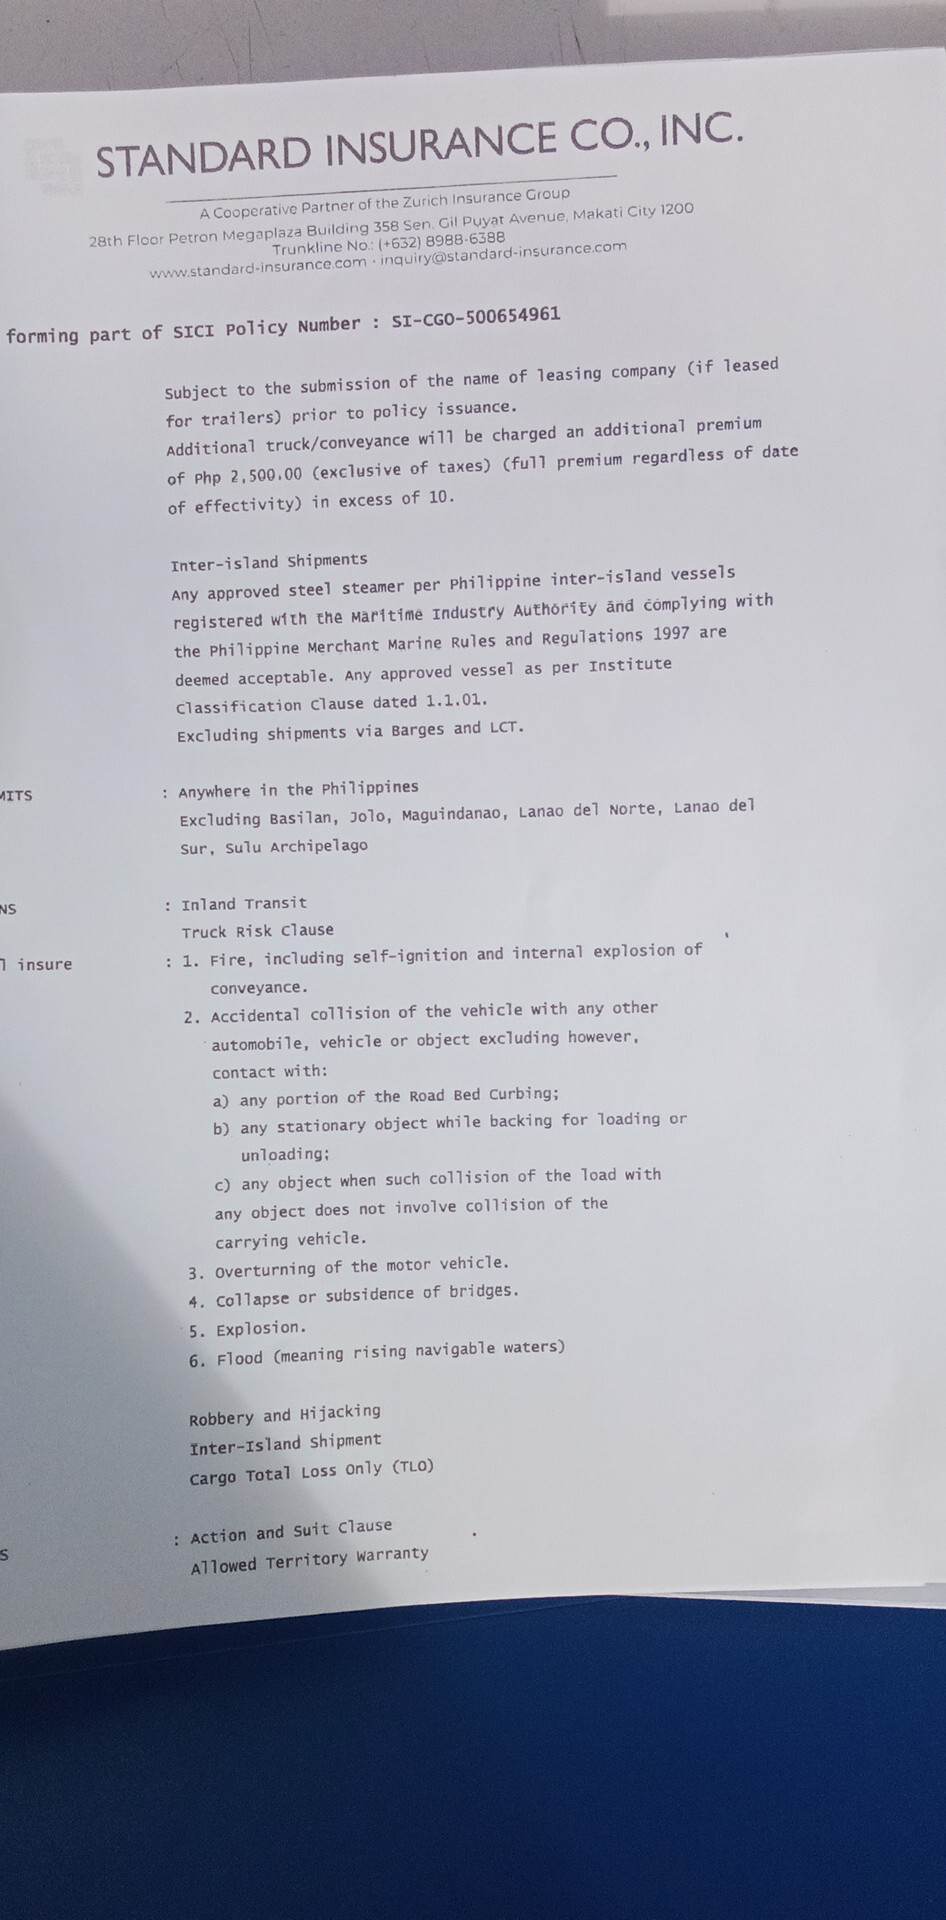 STANDARD INSURANCE CO., INC.
A Cooperative Partner of the Zurich Insurance Group
28th Floor Petron Megaplaza Building 358 Sen. Gil Puyat Avenue, Makati City 1200
Trunkline No.: (+632) 8988-6388
www.standard-insurance.com · inquiry@standard-insurance.com
forming part of SICI Policy Number : SI-CGO-500654961
Subject to the submission of the name of leasing company (if leased
for trailers) prior to policy issuance.
Additional truck/conveyance will be charged an additional premium
of Php 2,500.00 (exclusive of taxes) (full premium regardless of date
of effectivity) in excess of 10.
Inter-island Shipments
Any approved steel steamer per Philippine inter-island vessels
registered with the Maritime Industry Authority and complying with
the Philippine Merchant Marine Rules and Regulations 1997 are
deemed acceptable. Any approved vessel as per Institute
Classification Clause dated 1.1.01.
Excluding shipments via Barges and LCT.
MITS : Anywhere in the Philippines
Excluding Basilan, Jolo, Maguindanao, Lanao del Norte, Lanao del
Sur, Sulu Archipelago
NS : Inland Transit
Truck Risk Clause
l insure : 1. Fire, including self-ignition and internal explosion of
conveyance.
2. Accidental collision of the vehicle with any other
automobile, vehicle or object excluding however,
contact with:
a) any portion of the Road Bed Curbing;
b) any stationary object while backing for loading or
unloading;
c) any object when such collision of the load with
any object does not involve collision of the
carrying vehicle.
3. Overturning of the motor vehicle.
4. Collapse or subsidence of bridges.
5. Explosion.
6. Flood (meaning rising navigable waters)
Robbery and Hijacking
Inter-Island Shipment
Cargo Total Loss Only (TLO)
S : Action and Suit Clause
Allowed Territory Warranty